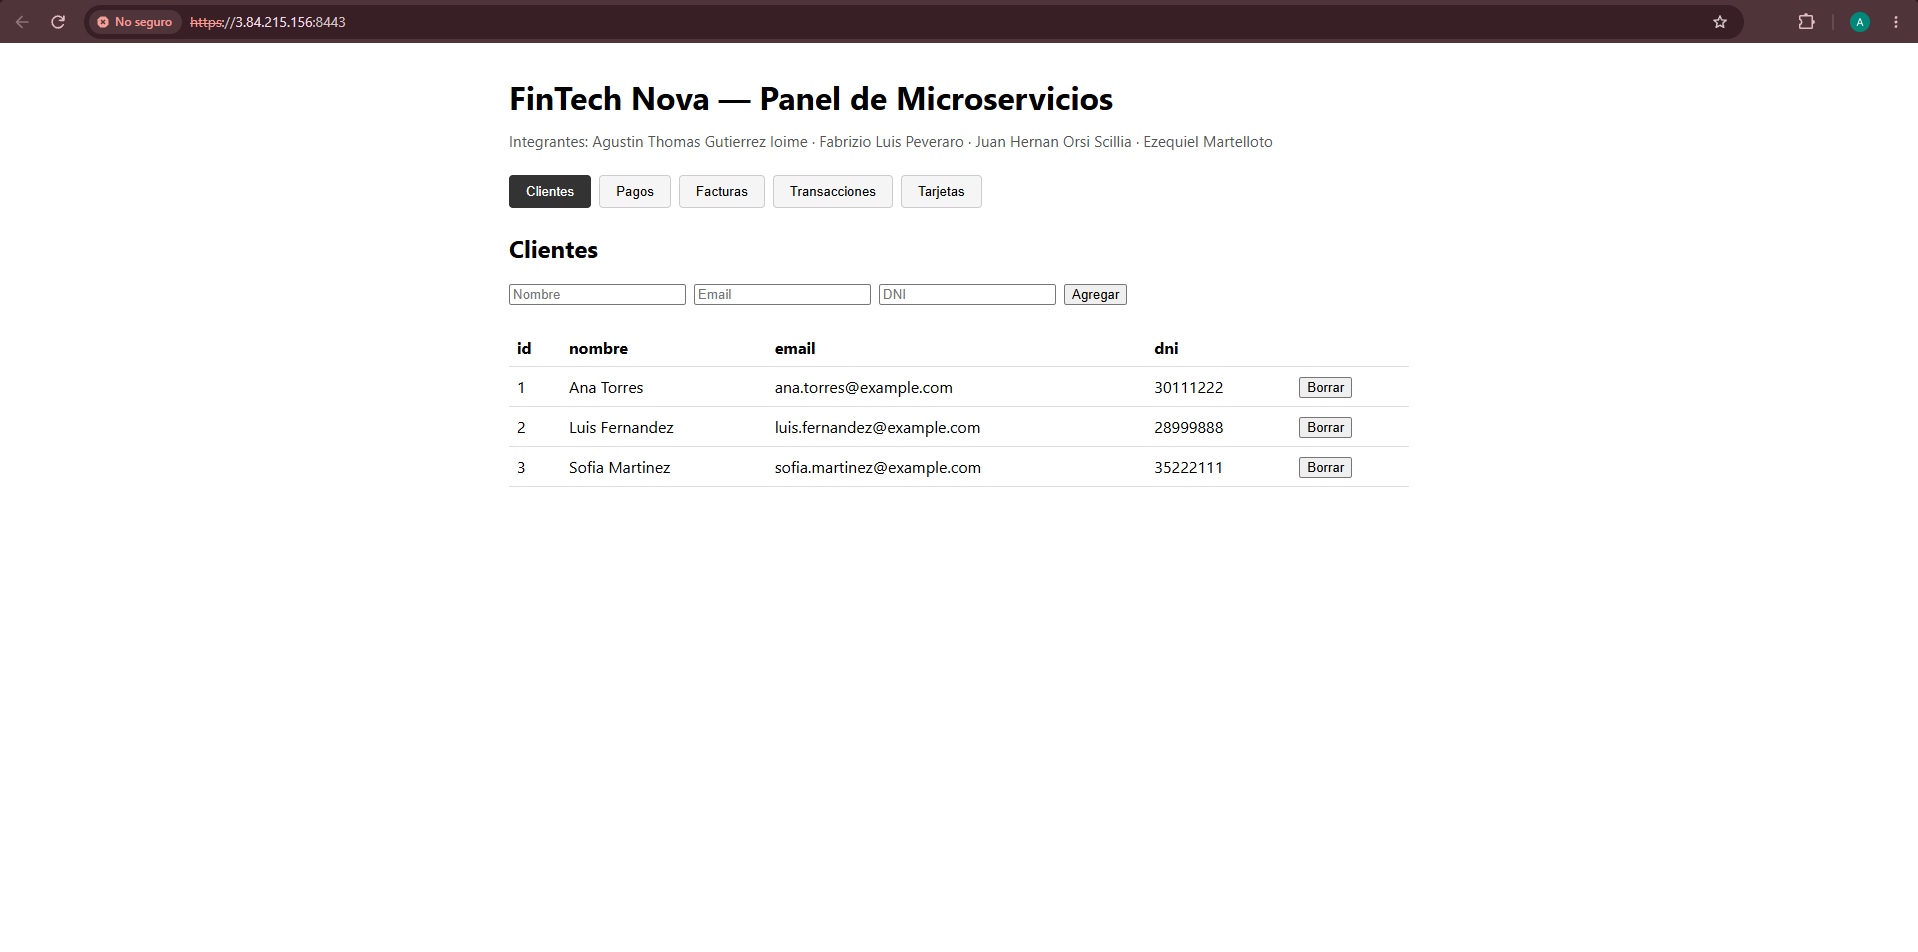 No seguro https://3.84.215.156:8443 A
FinTech Nova — Panel de Microservicios
Integrantes: Agustin Thomas Gutierrez Ioime · Fabrizio Luis Peveraro · Juan Hernan Orsi Scillia · Ezequiel Martelloto
Clientes Pagos Facturas Transacciones Tarjetas
Clientes
Nombre Email DNI Agregar
id nombre email dni
1 Ana Torres ana.torres@example.com 30111222 Borrar
2 Luis Fernandez luis.fernandez@example.com 28999888 Borrar
3 Sofia Martinez sofia.martinez@example.com 35222111 Borrar